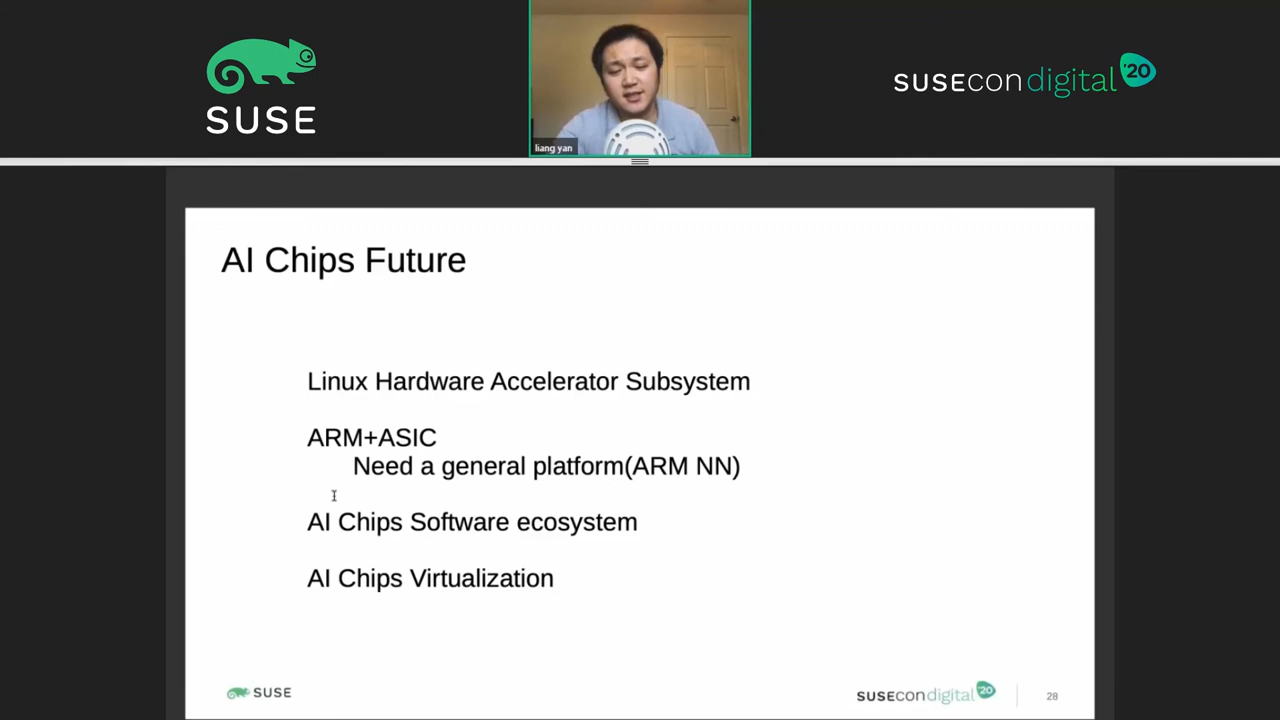 SUSE
SUSEcon digital '20
liang yan
AI Chips Future
Linux Hardware Accelerator Subsystem
ARM+ASIC
Need a general platform(ARM NN)
AI Chips Software ecosystem
AI Chips Virtualization
SUSE
SUSEcon digital '20
28